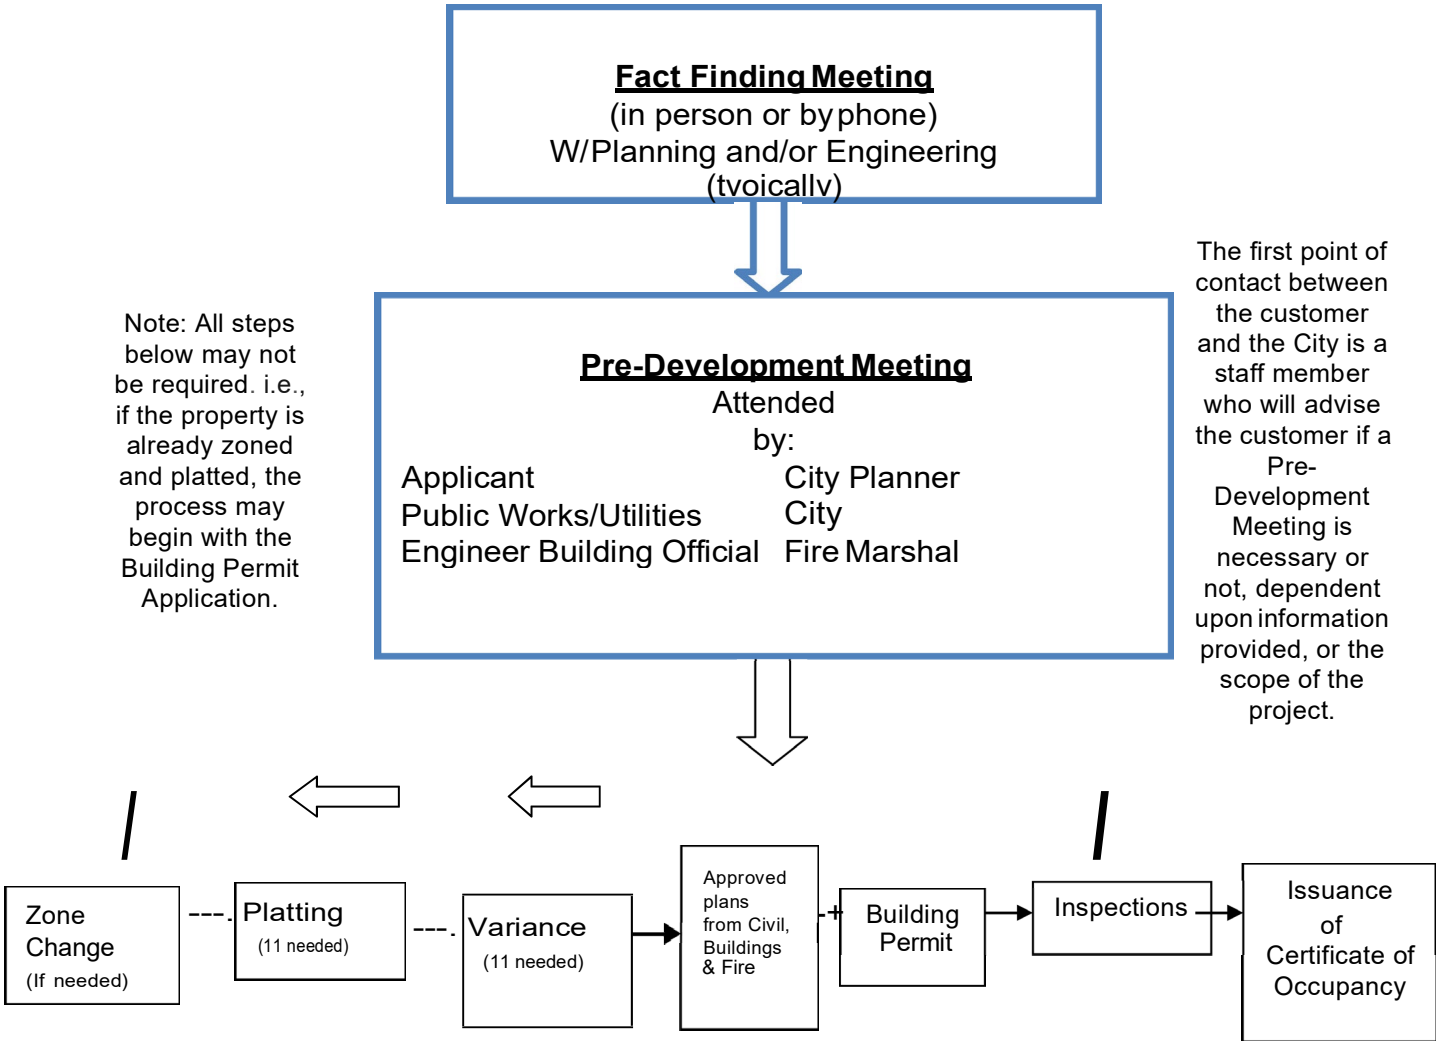 Fact Finding Meeting
(in person or by phone)
W/Planning and/or Engineering
(tvoicallv)
Note: All steps
below may not
be required. i.e.,
if the property is
already zoned
and platted, the
process may
begin with the
Building Permit
Application.
Pre-Development Meeting
Attended
by:
Applicant City Planner
Public Works/Utilities City
Engineer Building Official Fire Marshal
The first point of
contact between
the customer
and the City is a
staff member
who will advise
the customer if a
Pre-
Development
Meeting is
necessary or
not, dependent
upon information
provided, or the
scope of the
project.
Zone
Change
(If needed)
Platting
(11 needed)
Variance
(11 needed)
Approved
plans
from Civil,
Buildings
& Fire
Building
Permit
Inspections
Issuance
of
Certificate of
Occupancy